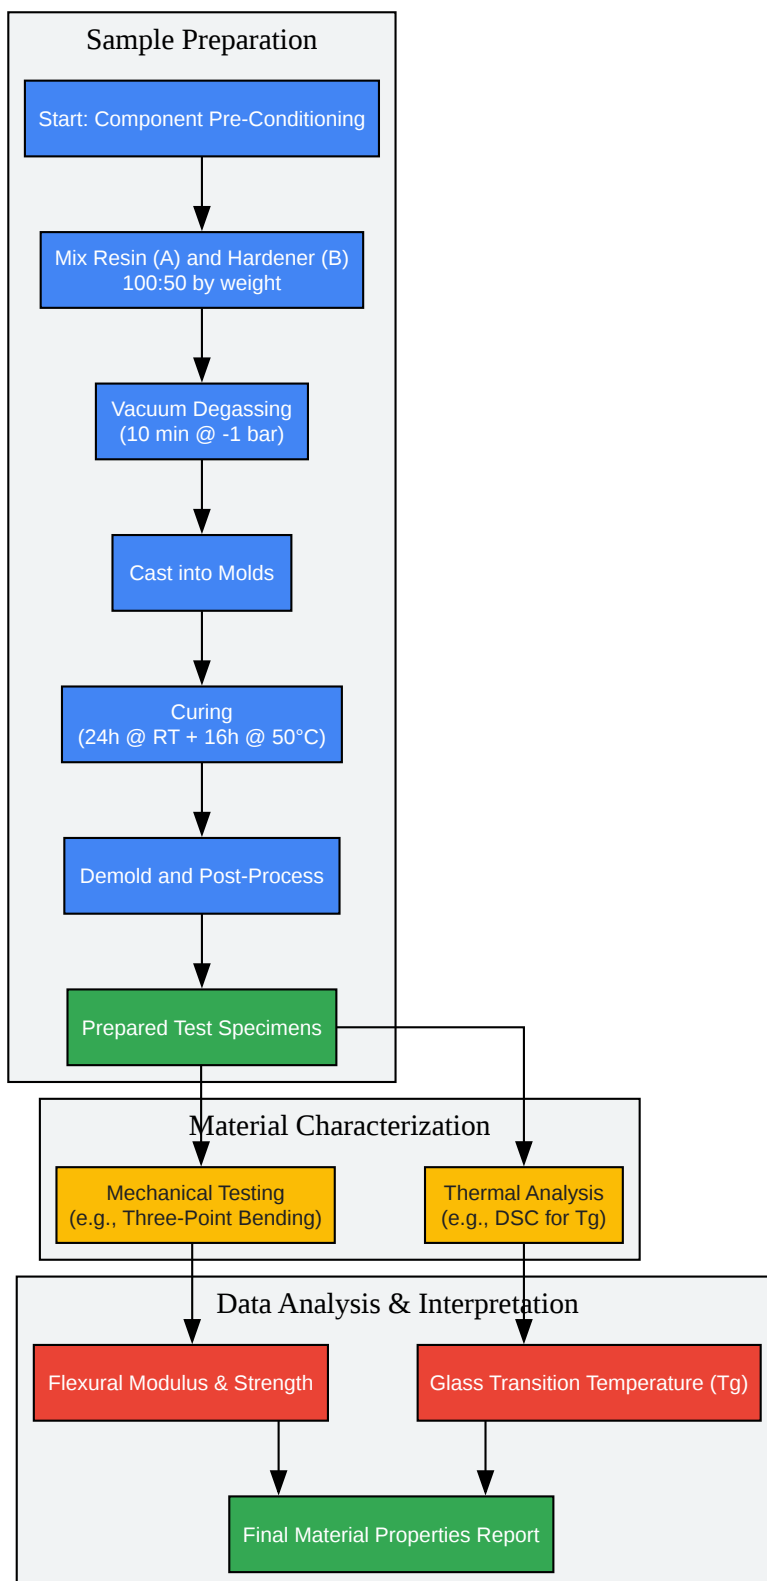 Sample Preparation
Start: Component Pre-Conditioning
Mix Resin (A) and Hardener (B)
100:50 by weight
Vacuum Degassing
(10 min @ -1 bar)
Cast into Molds
Curing
(24h @ RT + 16h @ 50°C)
Demold and Post-Process
Prepared Test Specimens
Material Characterization
Mechanical Testing
(e.g., Three-Point Bending)
Thermal Analysis
(e.g., DSC for Tg)
Data Analysis & Interpretation
Flexural Modulus & Strength
Glass Transition Temperature (Tg)
Final Material Properties Report